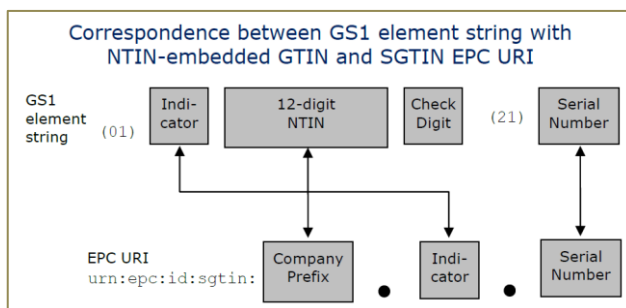 Correspondence between GS1 element string with
NTIN-embedded GTIN and SGTIN EPC URI
GS1
element
string
(01)
Indi-
cator
12-digit
NTIN
Check
Digit
(21)
Serial
Number
EPC URI
urn:epc:id:sgtin:
Company
Prefix
Indi-
cator
Serial
Number